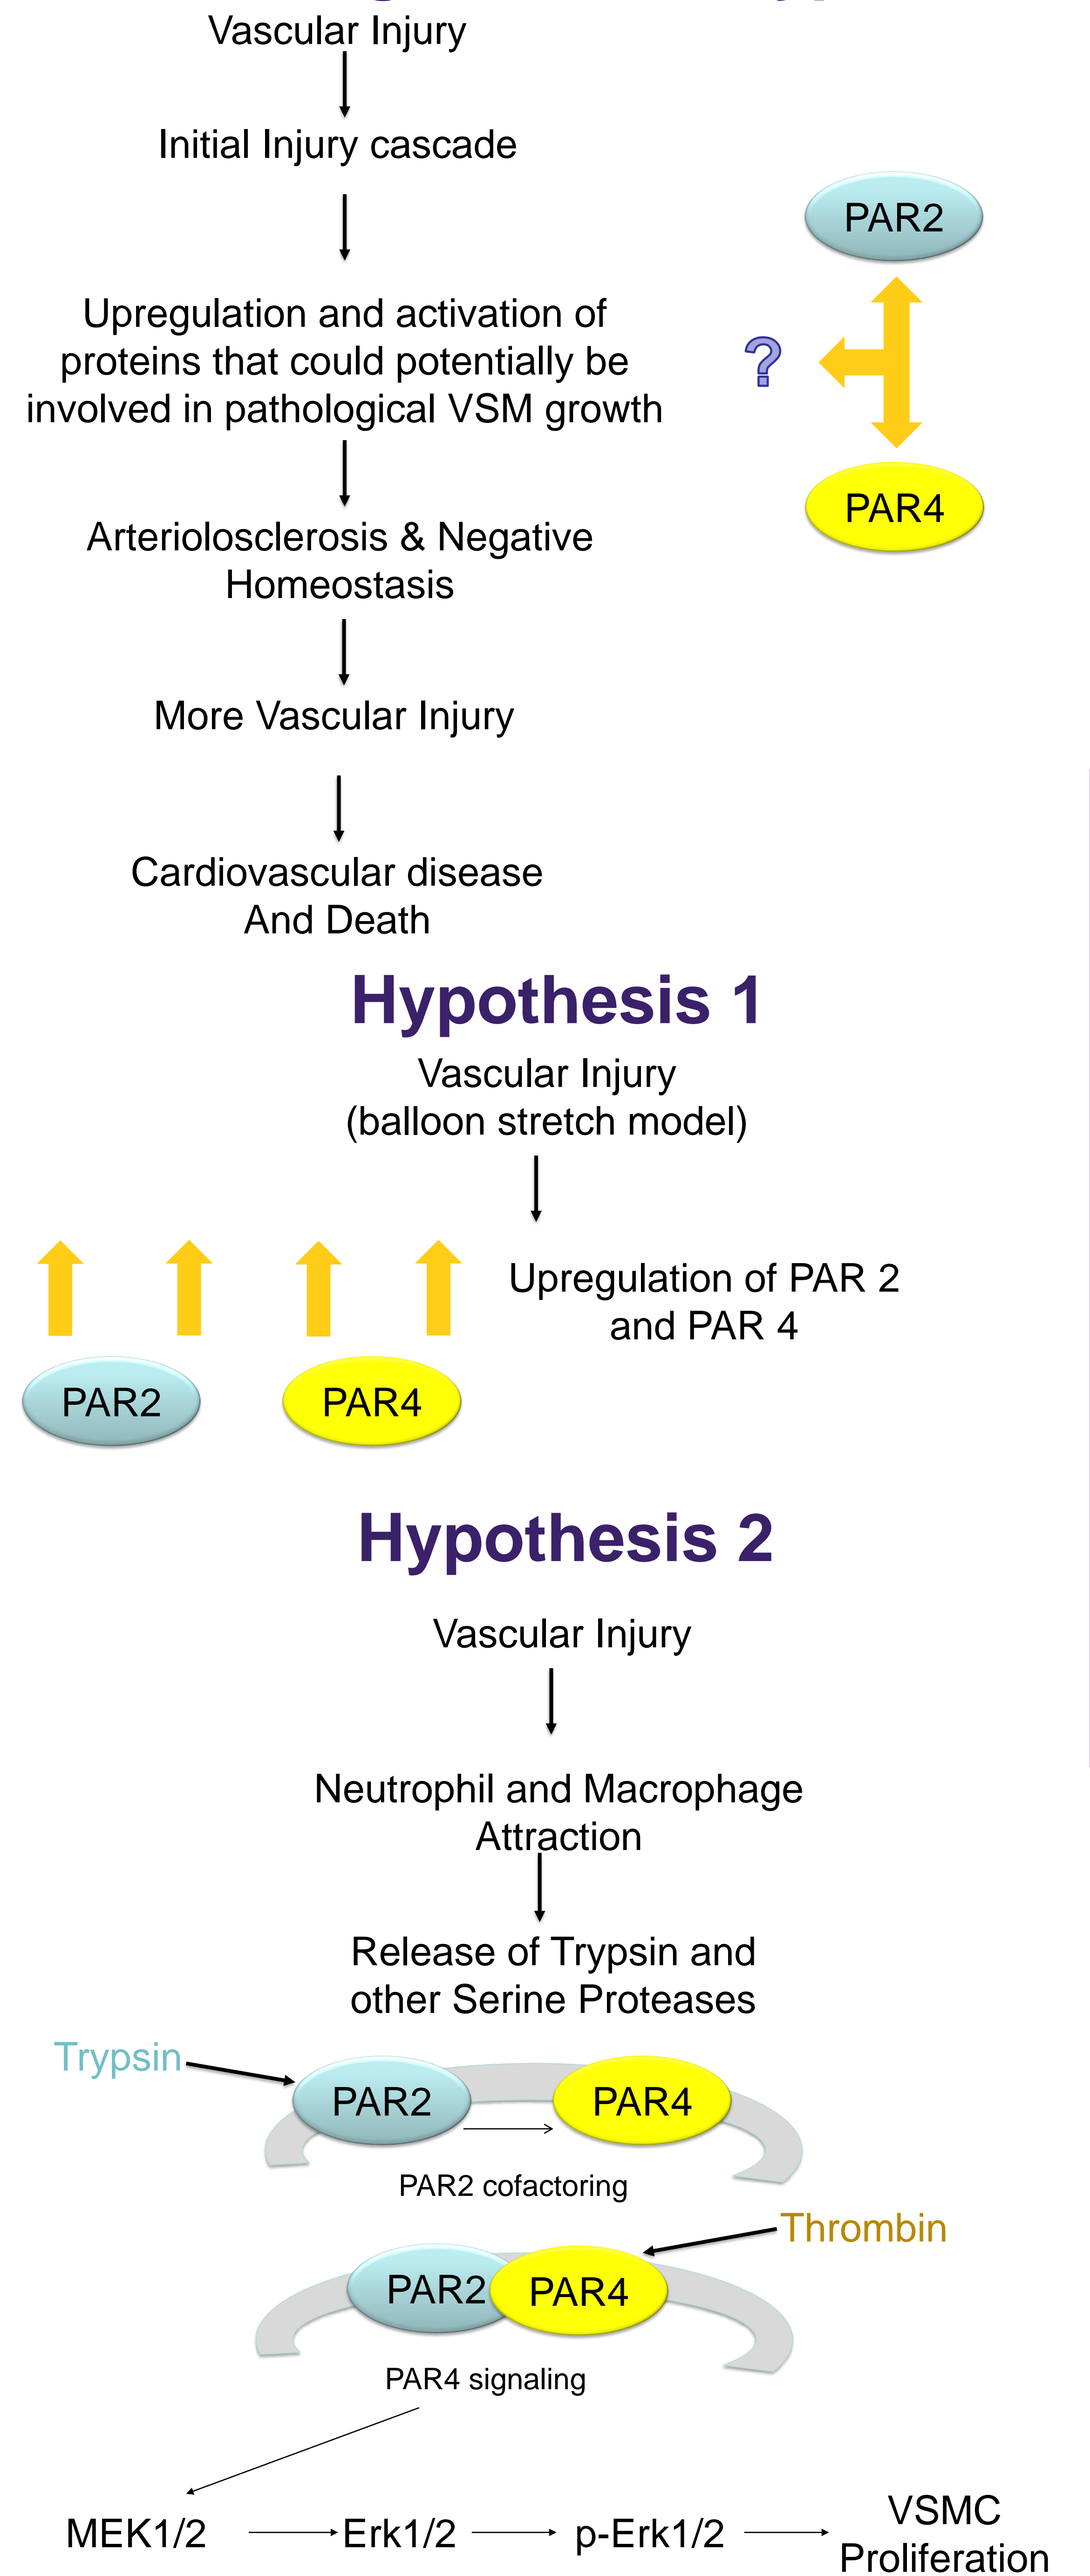 Vascular Injury
Initial Injury cascade
PAR2
Upregulation and activation of
proteins that could potentially be
involved in pathological VSM growth
?
PAR4
Arteriolosclerosis & Negative
Homeostasis
More Vascular Injury
Cardiovascular disease
And Death
Hypothesis 1
Vascular Injury
(balloon stretch model)
Upregulation of PAR 2
and PAR 4
PAR2
PAR4
Hypothesis 2
Vascular Injury
Neutrophil and Macrophage
Attraction
Release of Trypsin and
other Serine Proteases
Trypsin
PAR2
PAR4
PAR2 cofactoring
Thrombin
PAR2
PAR4
PAR4 signaling
MEK1/2
Erk1/2
p-Erk1/2
VSMC
Proliferation